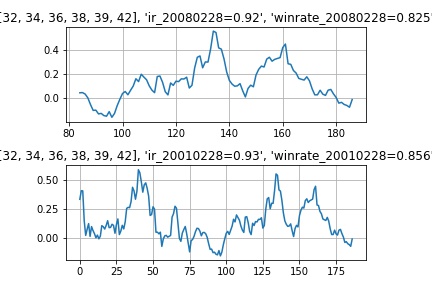 [32, 34, 36, 38, 39, 42], 'ir_20080228=0.92', 'winrate_20080228=0.825'
0.4
0.2
0.0
80 100 120 140 160 180
[32, 34, 36, 38, 39, 42], 'ir_20010228=0.93', 'winrate_20010228=0.856'
0.50
0.25
0.00
0 25 50 75 100 125 150 175